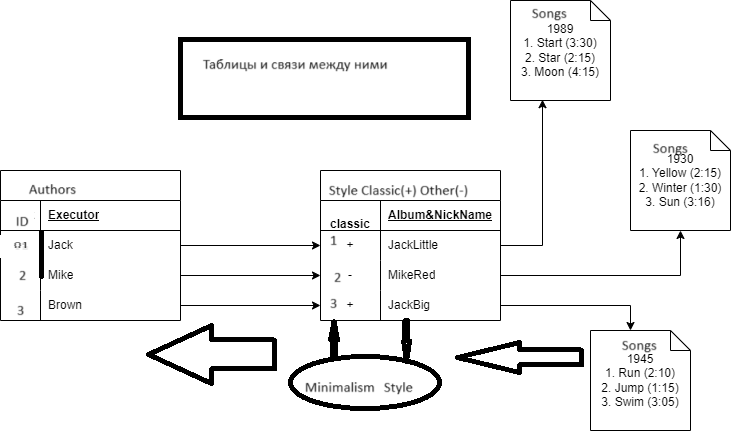 Songs
1989
1. Start (3:30)
2. Star (2:15)
3. Moon (4:15)
Таблицы и связи между ними
Songs
1930
1. Yellow (2:15)
2. Winter (1:30)
3. Sun (3:16)
Authors
ID Executor
Jack
2 Mike
3 Brown
Style Classic(+) Other(-)
classic Album&NickName
1 + JackLittle
2 - MikeRed
3 + JackBig
Songs
1945
1. Run (2:10)
2. Jump (1:15)
3. Swim (3:05)
Minimalism Style